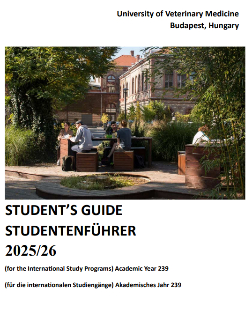 University of Veterinary Medicine
Budapest, Hungary
STUDENT'S GUIDE
STUDENTENFÜHRER
2025/26
(for the International Study Programs) Academic Year 239
(für die internationalen Studiengänge) Akademisches Jahr 239